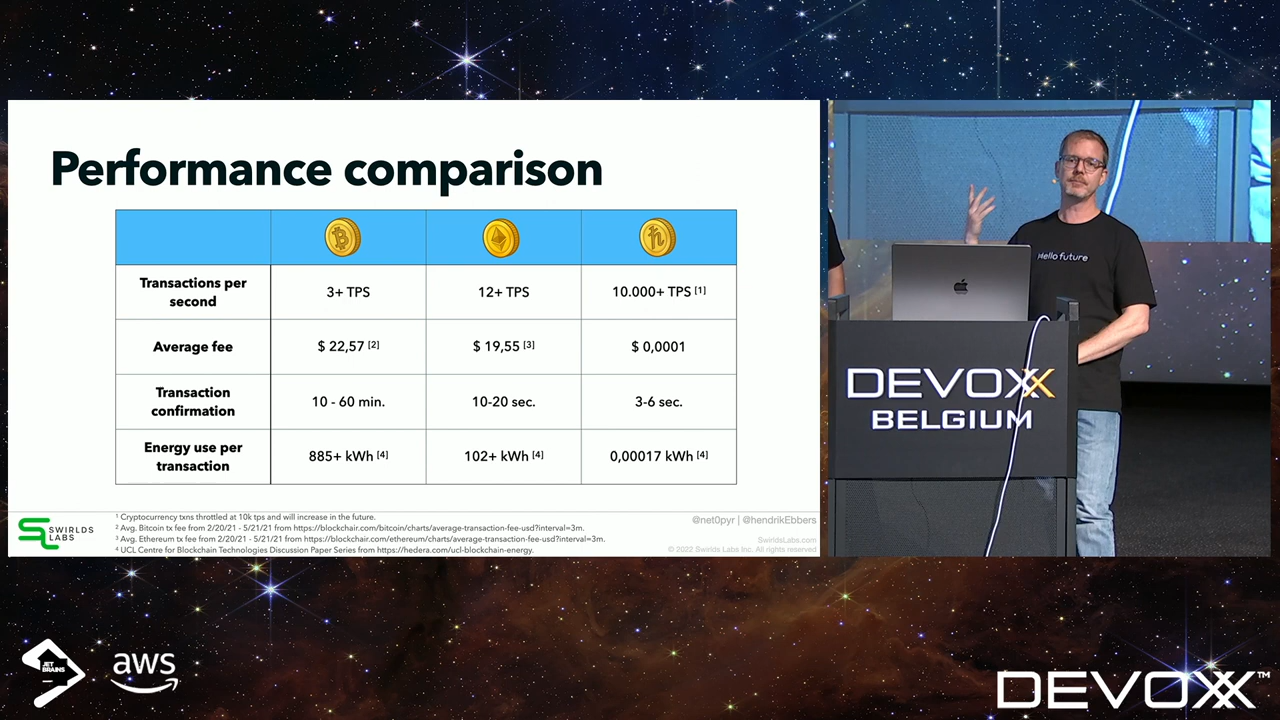 Performance comparison
Transactions per second
3+ TPS
12+ TPS
10.000+ TPS [1]
Average fee
$ 22,57 [2]
$ 19,55 [3]
$ 0,0001
Transaction confirmation
10 - 60 min.
10-20 sec.
3-6 sec.
Energy use per transaction
885+ kWh [4]
102+ kWh [4]
0,00017 kWh [4]
SWIRLDS
LABS
1 Cryptocurrency txns throttled at 10k tps and will increase in the future.
2 Avg. Bitcoin tx fee from 2/20/21 - 5/21/21 from https://blockchair.com/bitcoin/charts/average-transaction-fee-usd?interval=3m.
3 Avg. Ethereum tx fee from 2/20/21 - 5/21/21 from https://blockchair.com/ethereum/charts/average-transaction-fee-usd?interval=3m.
4 UCL Centre for Blockchain Technologies Discussion Paper Series from https://hedera.com/ucl-blockchain-energy.
@net0pyr | @hendrikEbbers
SwirldsLabs.com
© 2022 Swirlds Labs Inc. All rights reserved
Hello future
DEVOXX
BELGIUM
JET
BRAINS
aws
DEVOXX™